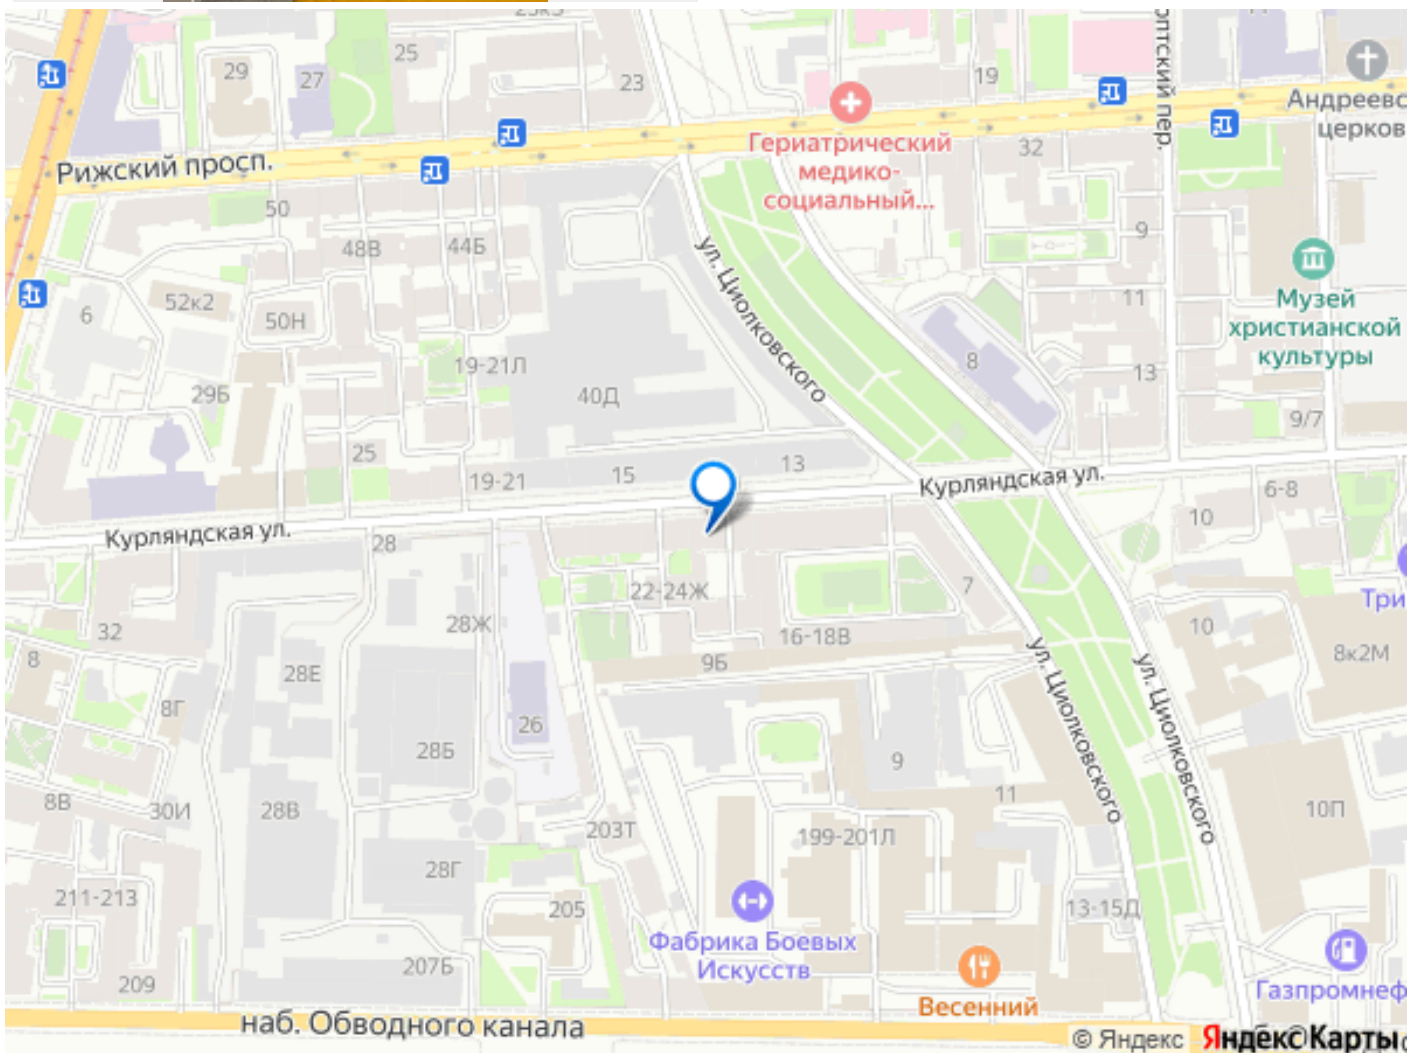 25
29
27
23
19
Андреевс
церков
Гериатрический
медико-
социальный...
32
Рижский просп.
50
48В
44Б
9
ул. Циолковского
52к2
50Н
6
11
Музей
христианской
культуры
8
13
19-21Л
29Б
40Д
9/7
25
19-21
15
13
Курляндская ул.
6-8
10
Курляндская ул.
28
22-24Ж
7
Три
28Ж
32
16-18В
10
8к2М
8
9Б
28Е
ул. Циолковского
ул. Циолковского
8Г
26
28Б
9
11
8В
30И
28В
203Т
199-201Л
10П
28Г
211-213
205
13-15Д
Фабрика Боевых
Искусств
207Б
209
Весенний
Газпромнеф
наб. Обводного канала
© Яндекс
Яндекс Карты